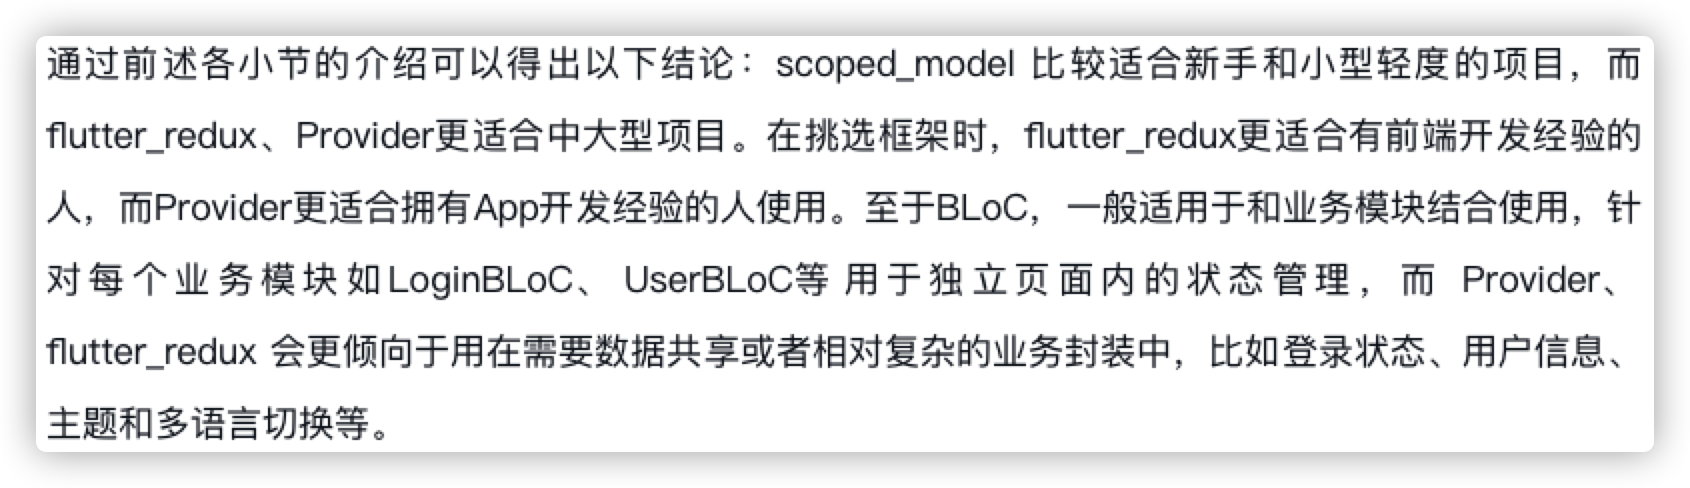 通过前述各小节的介绍可以得出以下结论：scoped_model 比较适合新手和小型轻度的项目，而
flutter_redux、Provider更适合中大型项目。在挑选框架时，flutter_redux更适合有前端开发经验的
人，而Provider更适合拥有App开发经验的人使用。至于BLoC，一般适用于和业务模块结合使用，针
对每个业务模块如LoginBLoC、 UserBLoC等 用于独立页面内的状态管理，而 Provider、
flutter_redux 会更倾向于用在需要数据共享或者相对复杂的业务封装中，比如登录状态、用户信息、
主题和多语言切换等。